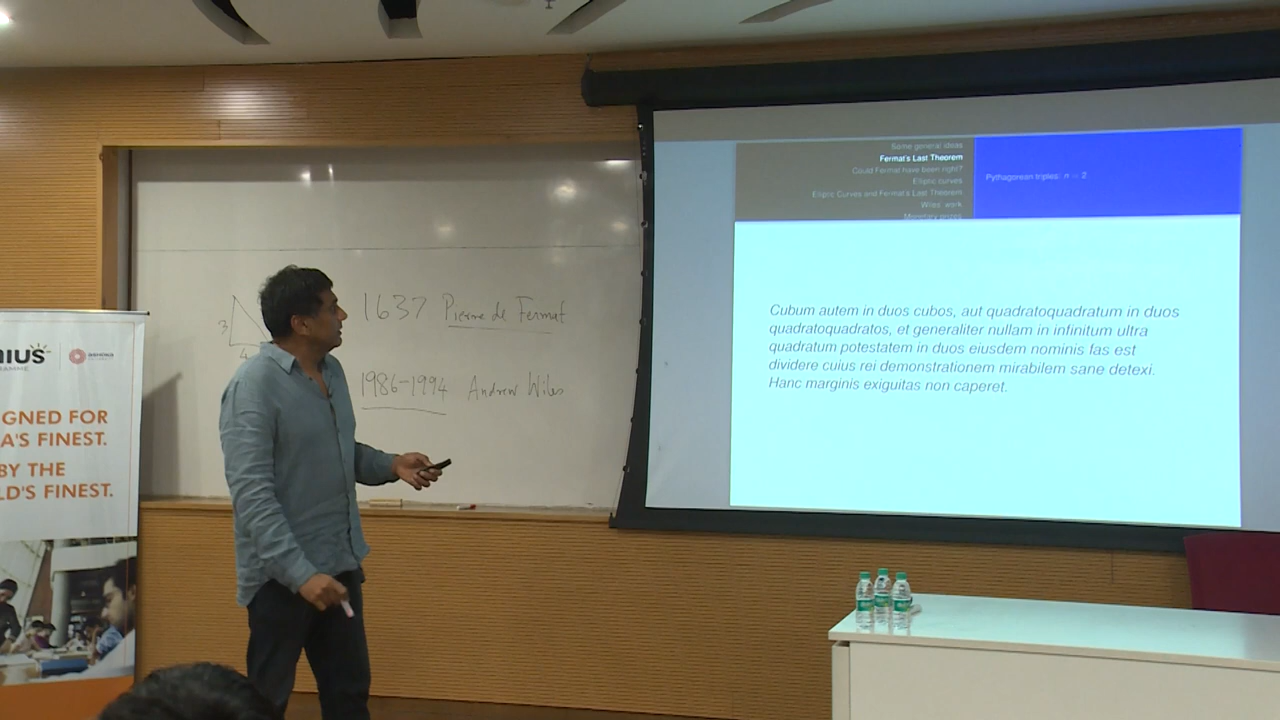 NIUS
RAMME
GNED FOR
A'S FINEST.
BY THE
LD'S FINEST.
3
4
1637 Pierre de Fermat
1986-1994 Andrew Wiles
Some general ideas
Fermat's Last Theorem
Could Fermat have been right?
Elliptic curves
Elliptic Curves and Fermat's Last Theorem
Wiles' work
Monetary prizes
Pythagorean triples: n = 2
Cubum autem in duos cubos, aut quadratoquadratum in duos
quadratoquadratos, et generaliter nullam in infinitum ultra
quadratum potestatem in duos eiusdem nominis fas est
dividere cuius rei demonstrationem mirabilem sane detexi.
Hanc marginis exiguitas non caperet.